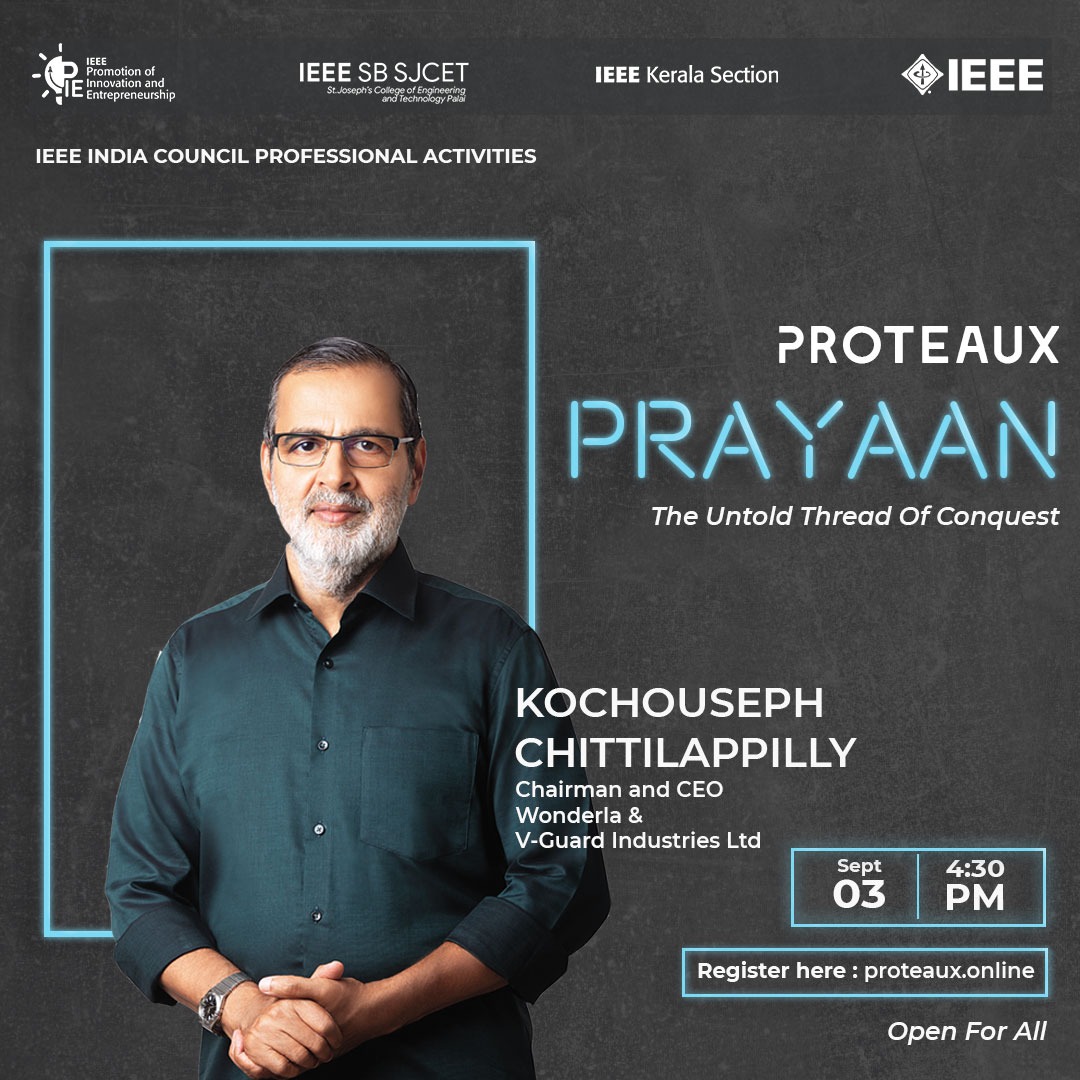 IEEE
Promotion of
Innovation and
Entrepreneurship
PIE
IEEE SB SJCET
St.Joseph's College of Engineering
and Technology Palai
IEEE Kerala Section
IEEE
IEEE INDIA COUNCIL PROFESSIONAL ACTIVITIES
PROTEAUX
PRAYAAN
The Untold Thread Of Conquest
KOCHOUSEPH
CHITTILAPPILLY
Chairman and CEO
Wonderla &
V-Guard Industries Ltd
Sept
03
4:30
PM
Register here : proteaux.online
Open For All